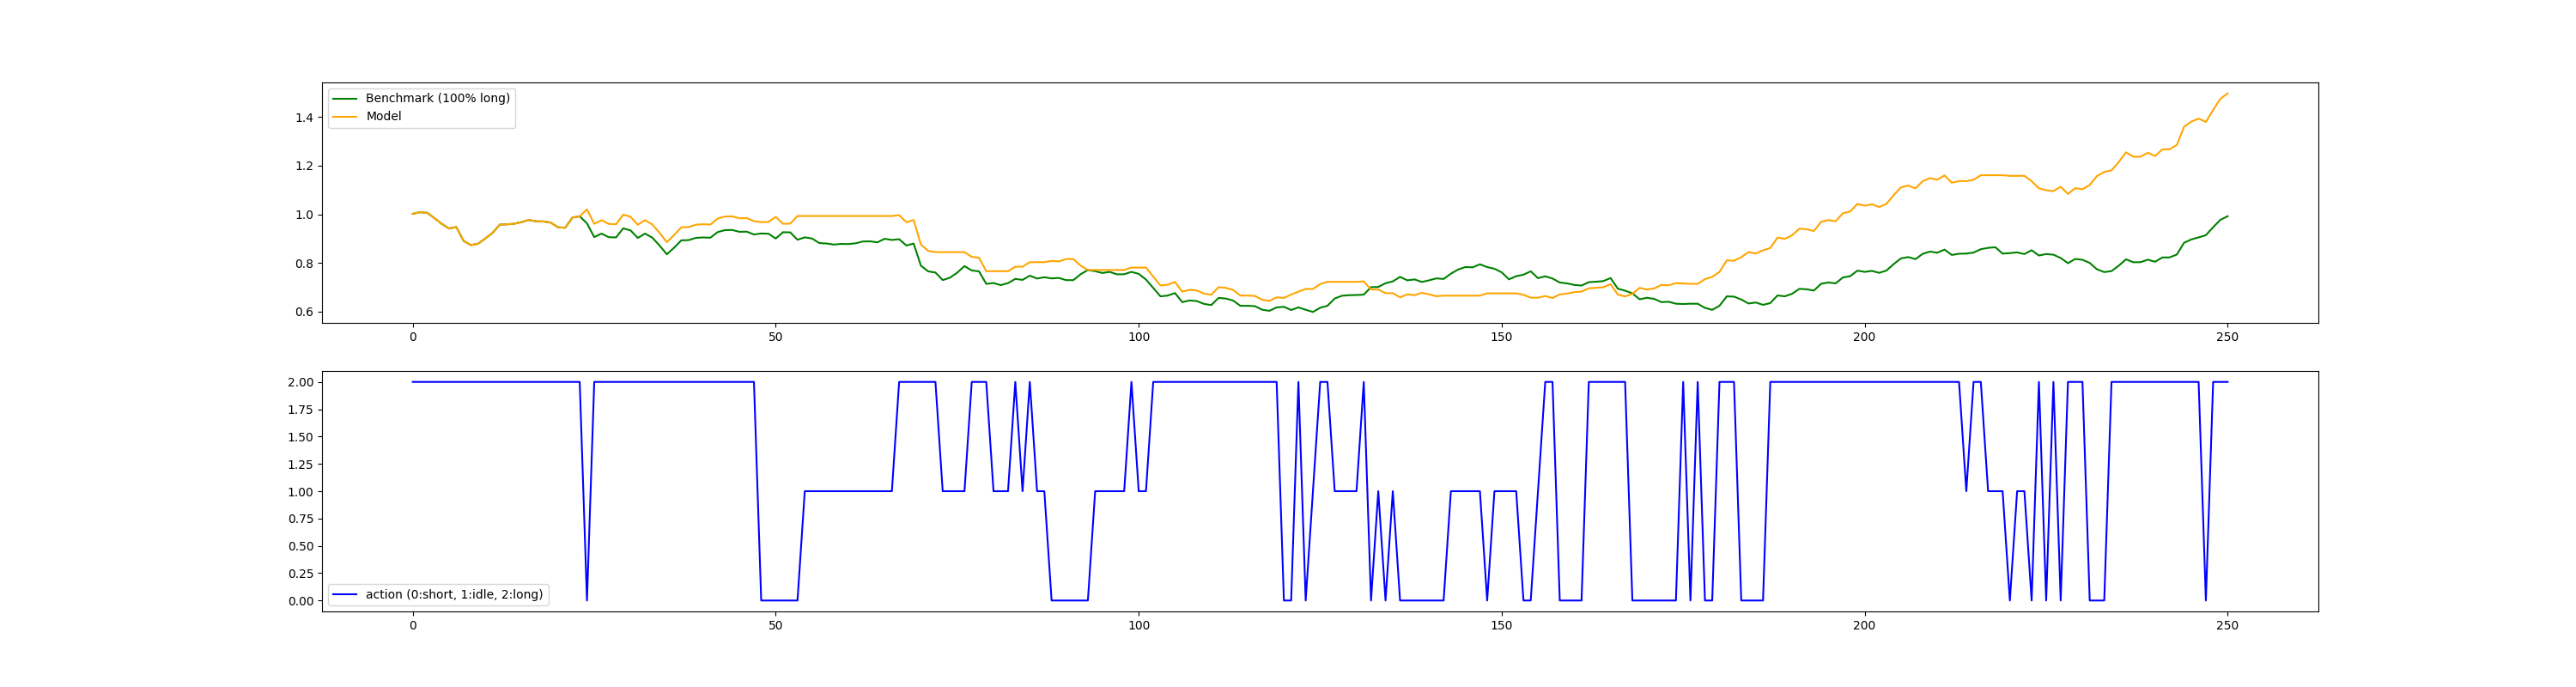 Benchmark (100% long)
Model
1.4
1.2
1.0
0.8
0.6
0 50 100 150 200 250
2.00
1.75
1.50
1.25
1.00
0.75
0.50
0.25
0.00
action (0:short, 1:idle, 2:long)
0 50 100 150 200 250